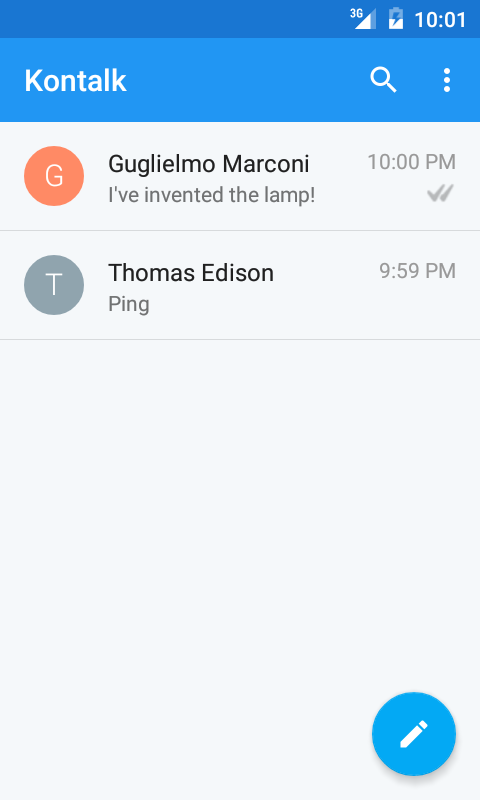 3G 10:01
Kontalk
G Guglielmo Marconi 10:00 PM
I've invented the lamp!
T Thomas Edison 9:59 PM
Ping